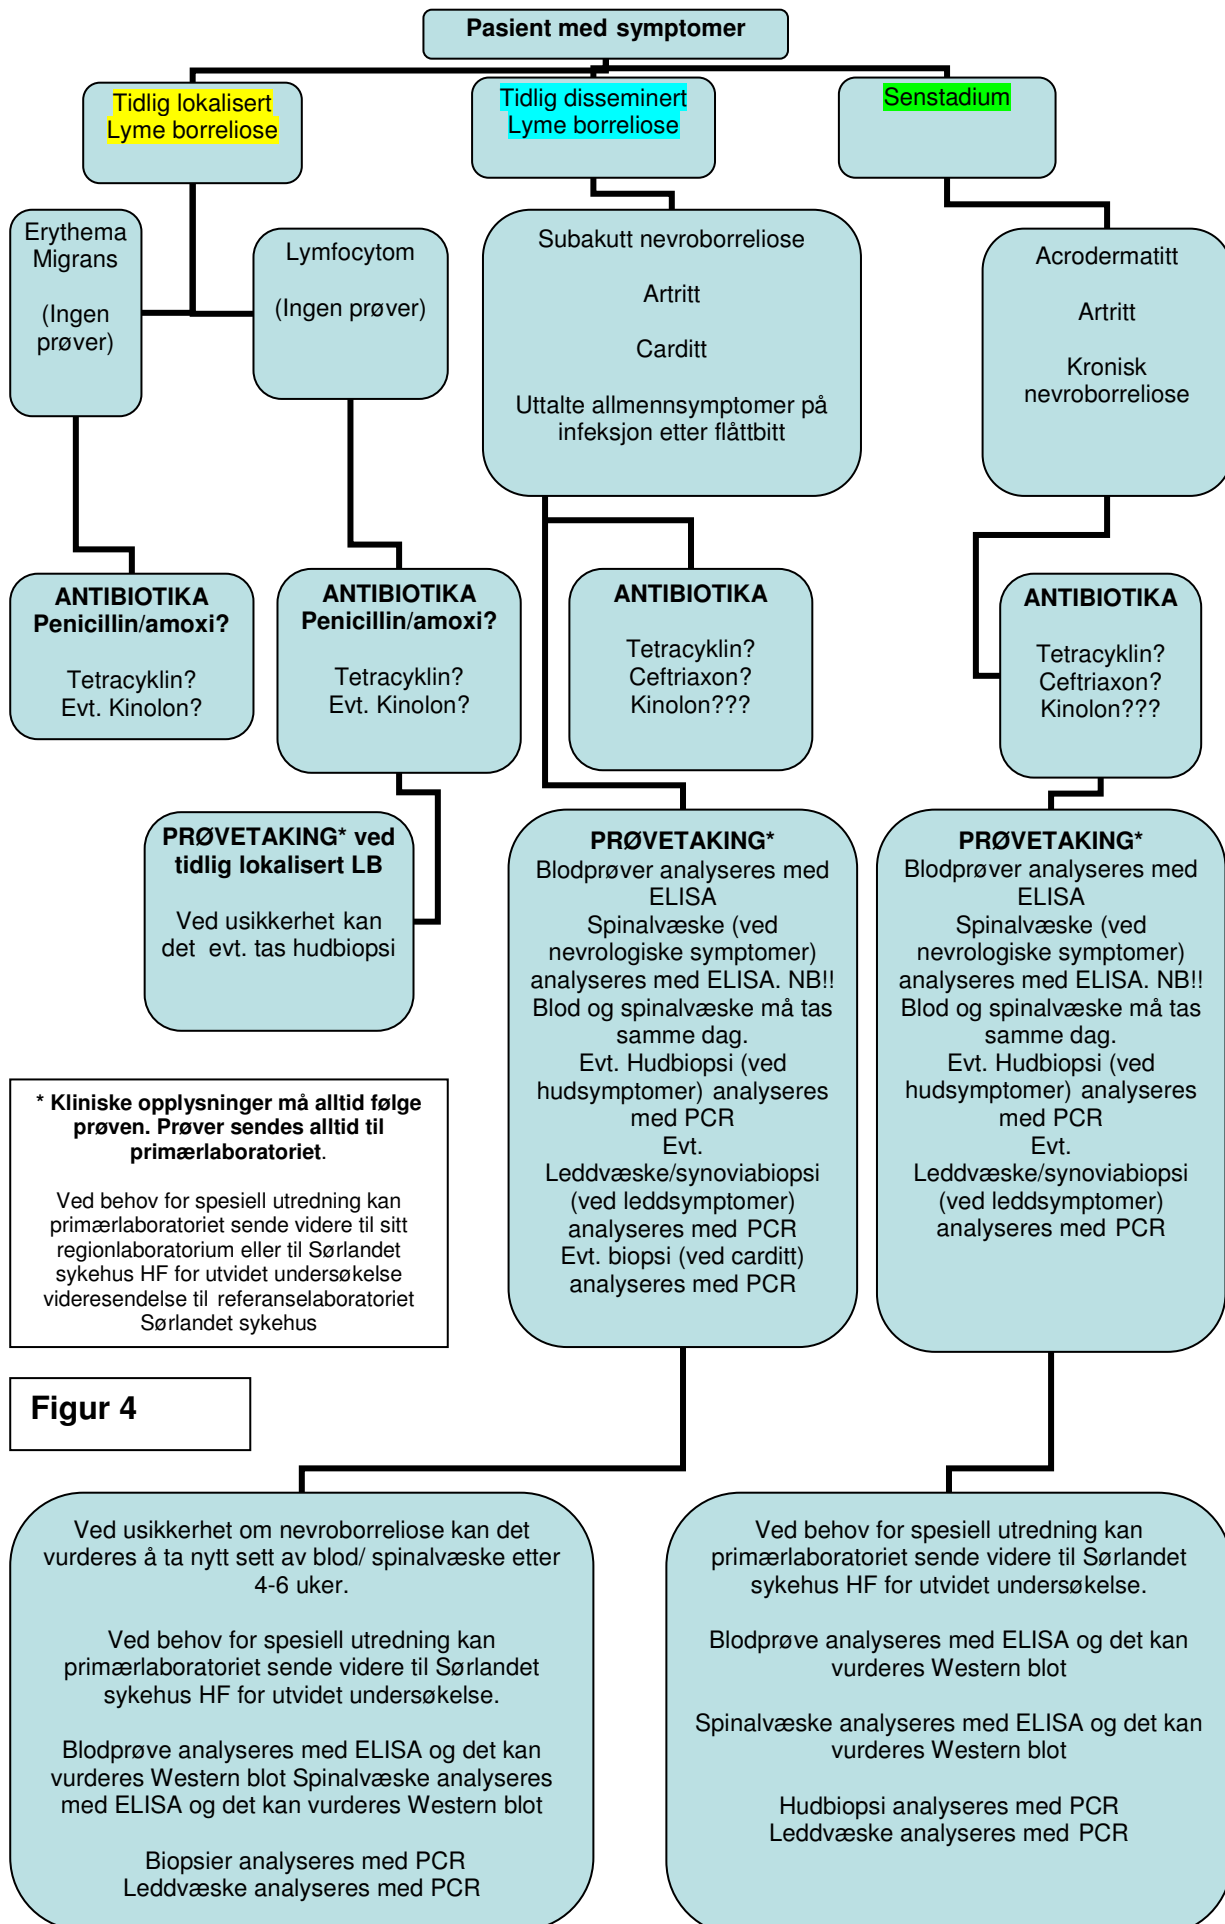 Pasient med symptomer
Tidlig lokalisert
Lyme borreliose
Tidlig disseminert
Lyme borreliose
Senstadium
Erythema
Migrans
(Ingen
prøver)
Lymfocytom
(Ingen prøver)
Subakutt nevroborreliose
Artritt
Carditt
Uttalte allmennsymptomer på
infeksjon etter flåttbitt
Acrodermatitt
Artritt
Kronisk
nevroborreliose
ANTIBIOTIKA
Penicillin/amoxi?
Tetracyklin?
Evt. Kinolon?
ANTIBIOTIKA
Penicillin/amoxi?
Tetracyklin?
Evt. Kinolon?
ANTIBIOTIKA
Tetracyklin?
Ceftriaxon?
Kinolon???
ANTIBIOTIKA
Tetracyklin?
Ceftriaxon?
Kinolon???
PRØVETAKING* ved
tidlig lokalisert LB
Ved usikkerhet kan
det evt. tas hudbiopsi
PRØVETAKING*
Blodprøver analyseres med
ELISA
Spinalvæske (ved
nevrologiske symptomer)
analyseres med ELISA. NB!!
Blod og spinalvæske må tas
samme dag.
Evt. Hudbiopsi (ved
hudsymptomer) analyseres
med PCR
Evt.
Leddvæske/synoviabiopsi
(ved leddsymptomer)
analyseres med PCR
Evt. biopsi (ved carditt)
analyseres med PCR
PRØVETAKING*
Blodprøver analyseres med
ELISA
Spinalvæske (ved
nevrologiske symptomer)
analyseres med ELISA. NB!!
Blod og spinalvæske må tas
samme dag.
Evt. Hudbiopsi (ved
hudsymptomer) analyseres
med PCR
Evt.
Leddvæske/synoviabiopsi
(ved leddsymptomer)
analyseres med PCR
* Kliniske opplysninger må alltid følge
prøven. Prøver sendes alltid til
primærlaboratoriet.
Ved behov for spesiell utredning kan
primærlaboratoriet sende videre til sitt
regionlaboratorium eller til Sørlandet
sykehus HF for utvidet undersøkelse
videresendelse til referanselaboratoriet
Sørlandet sykehus
Figur 4
Ved usikkerhet om nevroborreliose kan det
vurderes å ta nytt sett av blod/ spinalvæske etter
4-6 uker.
Ved behov for spesiell utredning kan
primærlaboratoriet sende videre til Sørlandet
sykehus HF for utvidet undersøkelse.
Blodprøve analyseres med ELISA og det kan
vurderes Western blot Spinalvæske analyseres
med ELISA og det kan vurderes Western blot
Biopsier analyseres med PCR
Leddvæske analyseres med PCR
Ved behov for spesiell utredning kan
primærlaboratoriet sende videre til Sørlandet
sykehus HF for utvidet undersøkelse.
Blodprøve analyseres med ELISA og det kan
vurderes Western blot
Spinalvæske analyseres med ELISA og det kan
vurderes Western blot
Hudbiopsi analyseres med PCR
Leddvæske analyseres med PCR